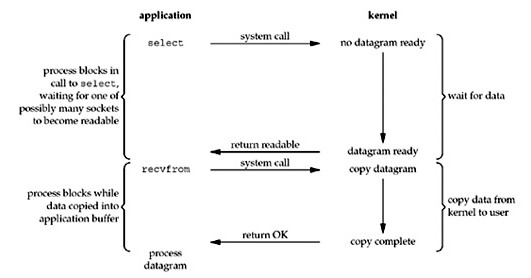 application
kernel
system call
select
no datagram ready
process blocks in
call to select,
waiting for one of
possibly many sockets
to become readable
wait for data
return readable
datagram ready
system call
recvfrom
copy datagram
process blocks while
data copied into
application buffer
copy data from
kernel to user
return OK
copy complete
process
datagram